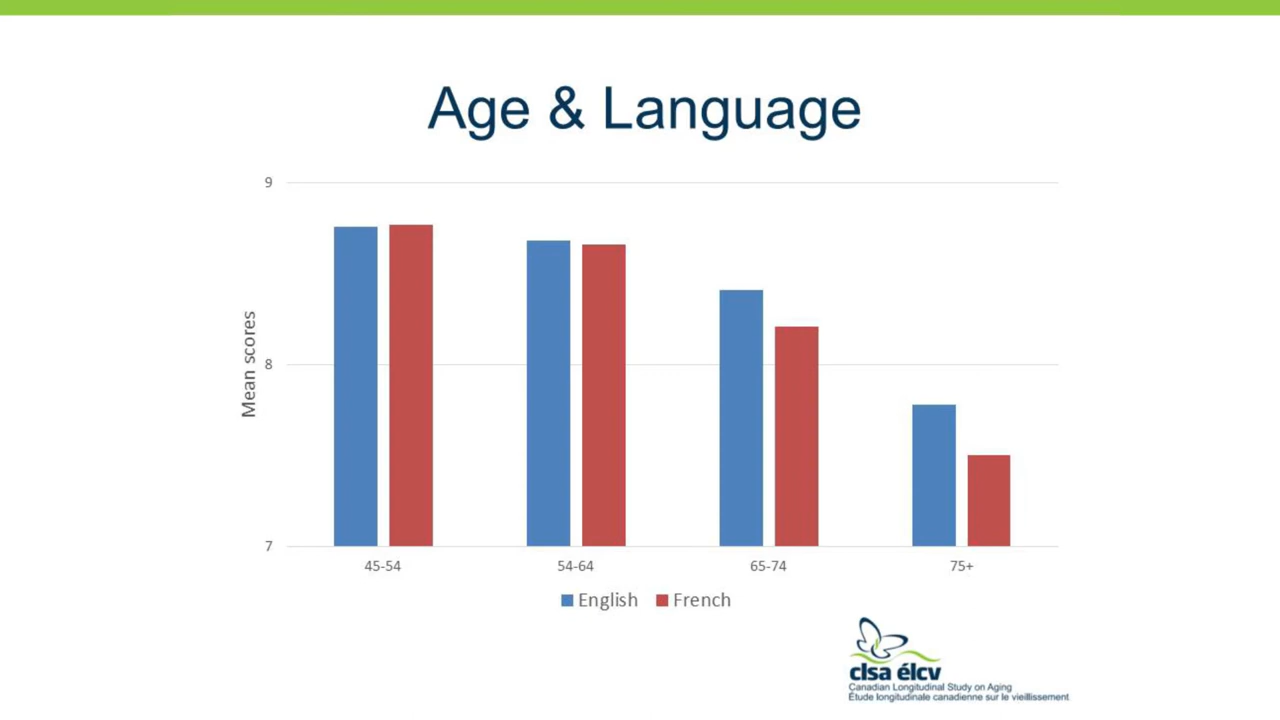 Age & Language
9
8
7
Mean scores
45-54
54-64
65-74
75+
English
French
clsa élcv
Canadian Longitudinal Study on Aging
Étude longitudinale canadienne sur le vieillissement